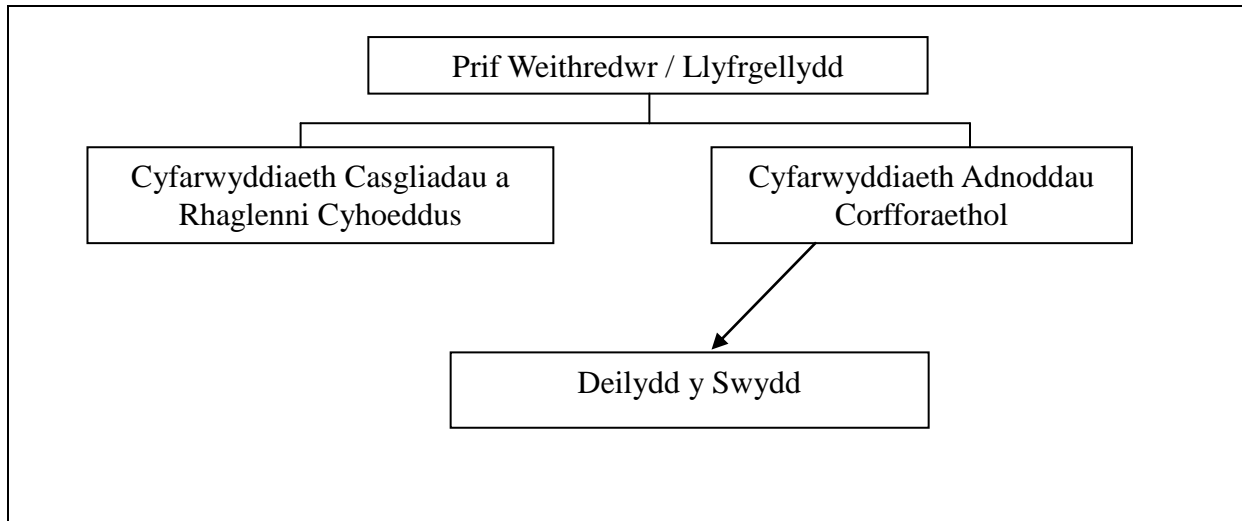 Prif Weithredwr / Llyfrgellydd
Cyfarwyddiaeth Casgliadau a
Rhaglenni Cyhoeddus
Cyfarwyddiaeth Adnoddau
Corfforaethol
Deilydd y Swydd